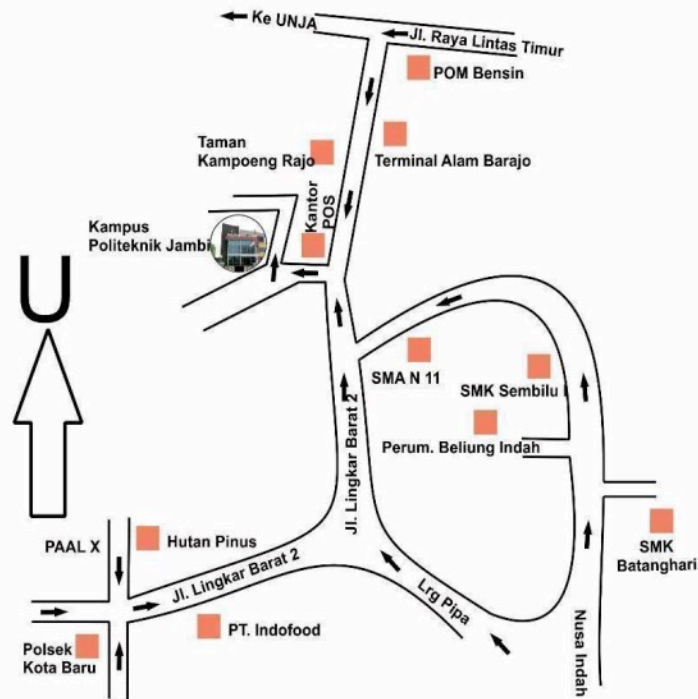 Ke UNJA
Jl. Raya Lintas Timur
POM Bensin
Taman
Kampoeng Rajo
Terminal Alam Barajo
Kantor
POS
Kampus
Politeknik Jambi
U
SMA N 11
SMK Sembilu
Perum. Beliung Indah
Jl. Lingkar Barat 2
PAAL X
Hutan Pinus
SMK
Batanghari
Jl. Lingkar Barat 2
Lrg Pipa
Nusa Indah
PT. Indofood
Polsek
Kota Baru